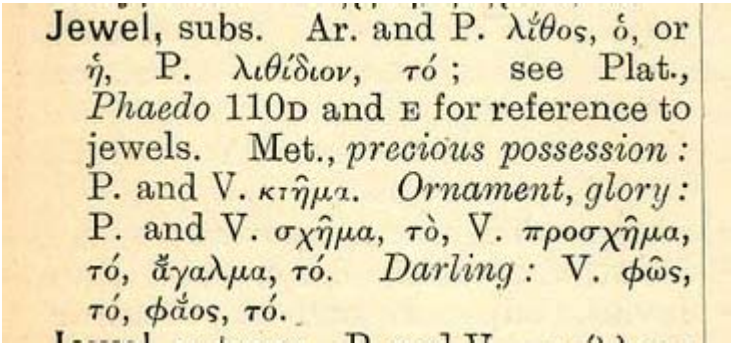 Jewel, subs. Ar. and P. λῐ́θος, ὁ, or
ἡ, P. λιθίδιον, τό; see Plat.,
Phaedo 110D and E for reference to
jewels. Met., precious possession:
P. and V. κτῆμα. Ornament, glory:
P. and V. σχῆμα, τὸ, V. προσχῆμα,
τό, ἄγαλμα, τό. Darling: V. φῶς,
τό, φάος, τό.